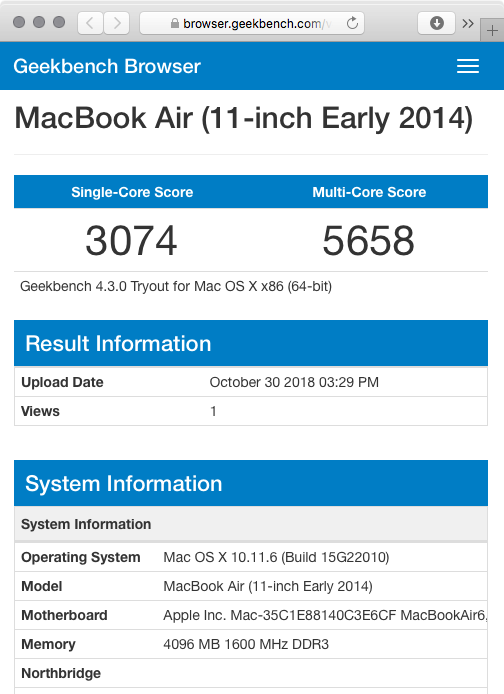 browser.geekbench.com/v
Geekbench Browser
MacBook Air (11-inch Early 2014)
Single-Core Score Multi-Core Score
3074 5658
Geekbench 4.3.0 Tryout for Mac OS X x86 (64-bit)
Result Information
Upload Date October 30 2018 03:29 PM
Views 1
System Information
System Information
Operating System Mac OS X 10.11.6 (Build 15G22010)
Model MacBook Air (11-inch Early 2014)
Motherboard Apple Inc. Mac-35C1E88140C3E6CF MacBookAir6,
Memory 4096 MB 1600 MHz DDR3
Northbridge